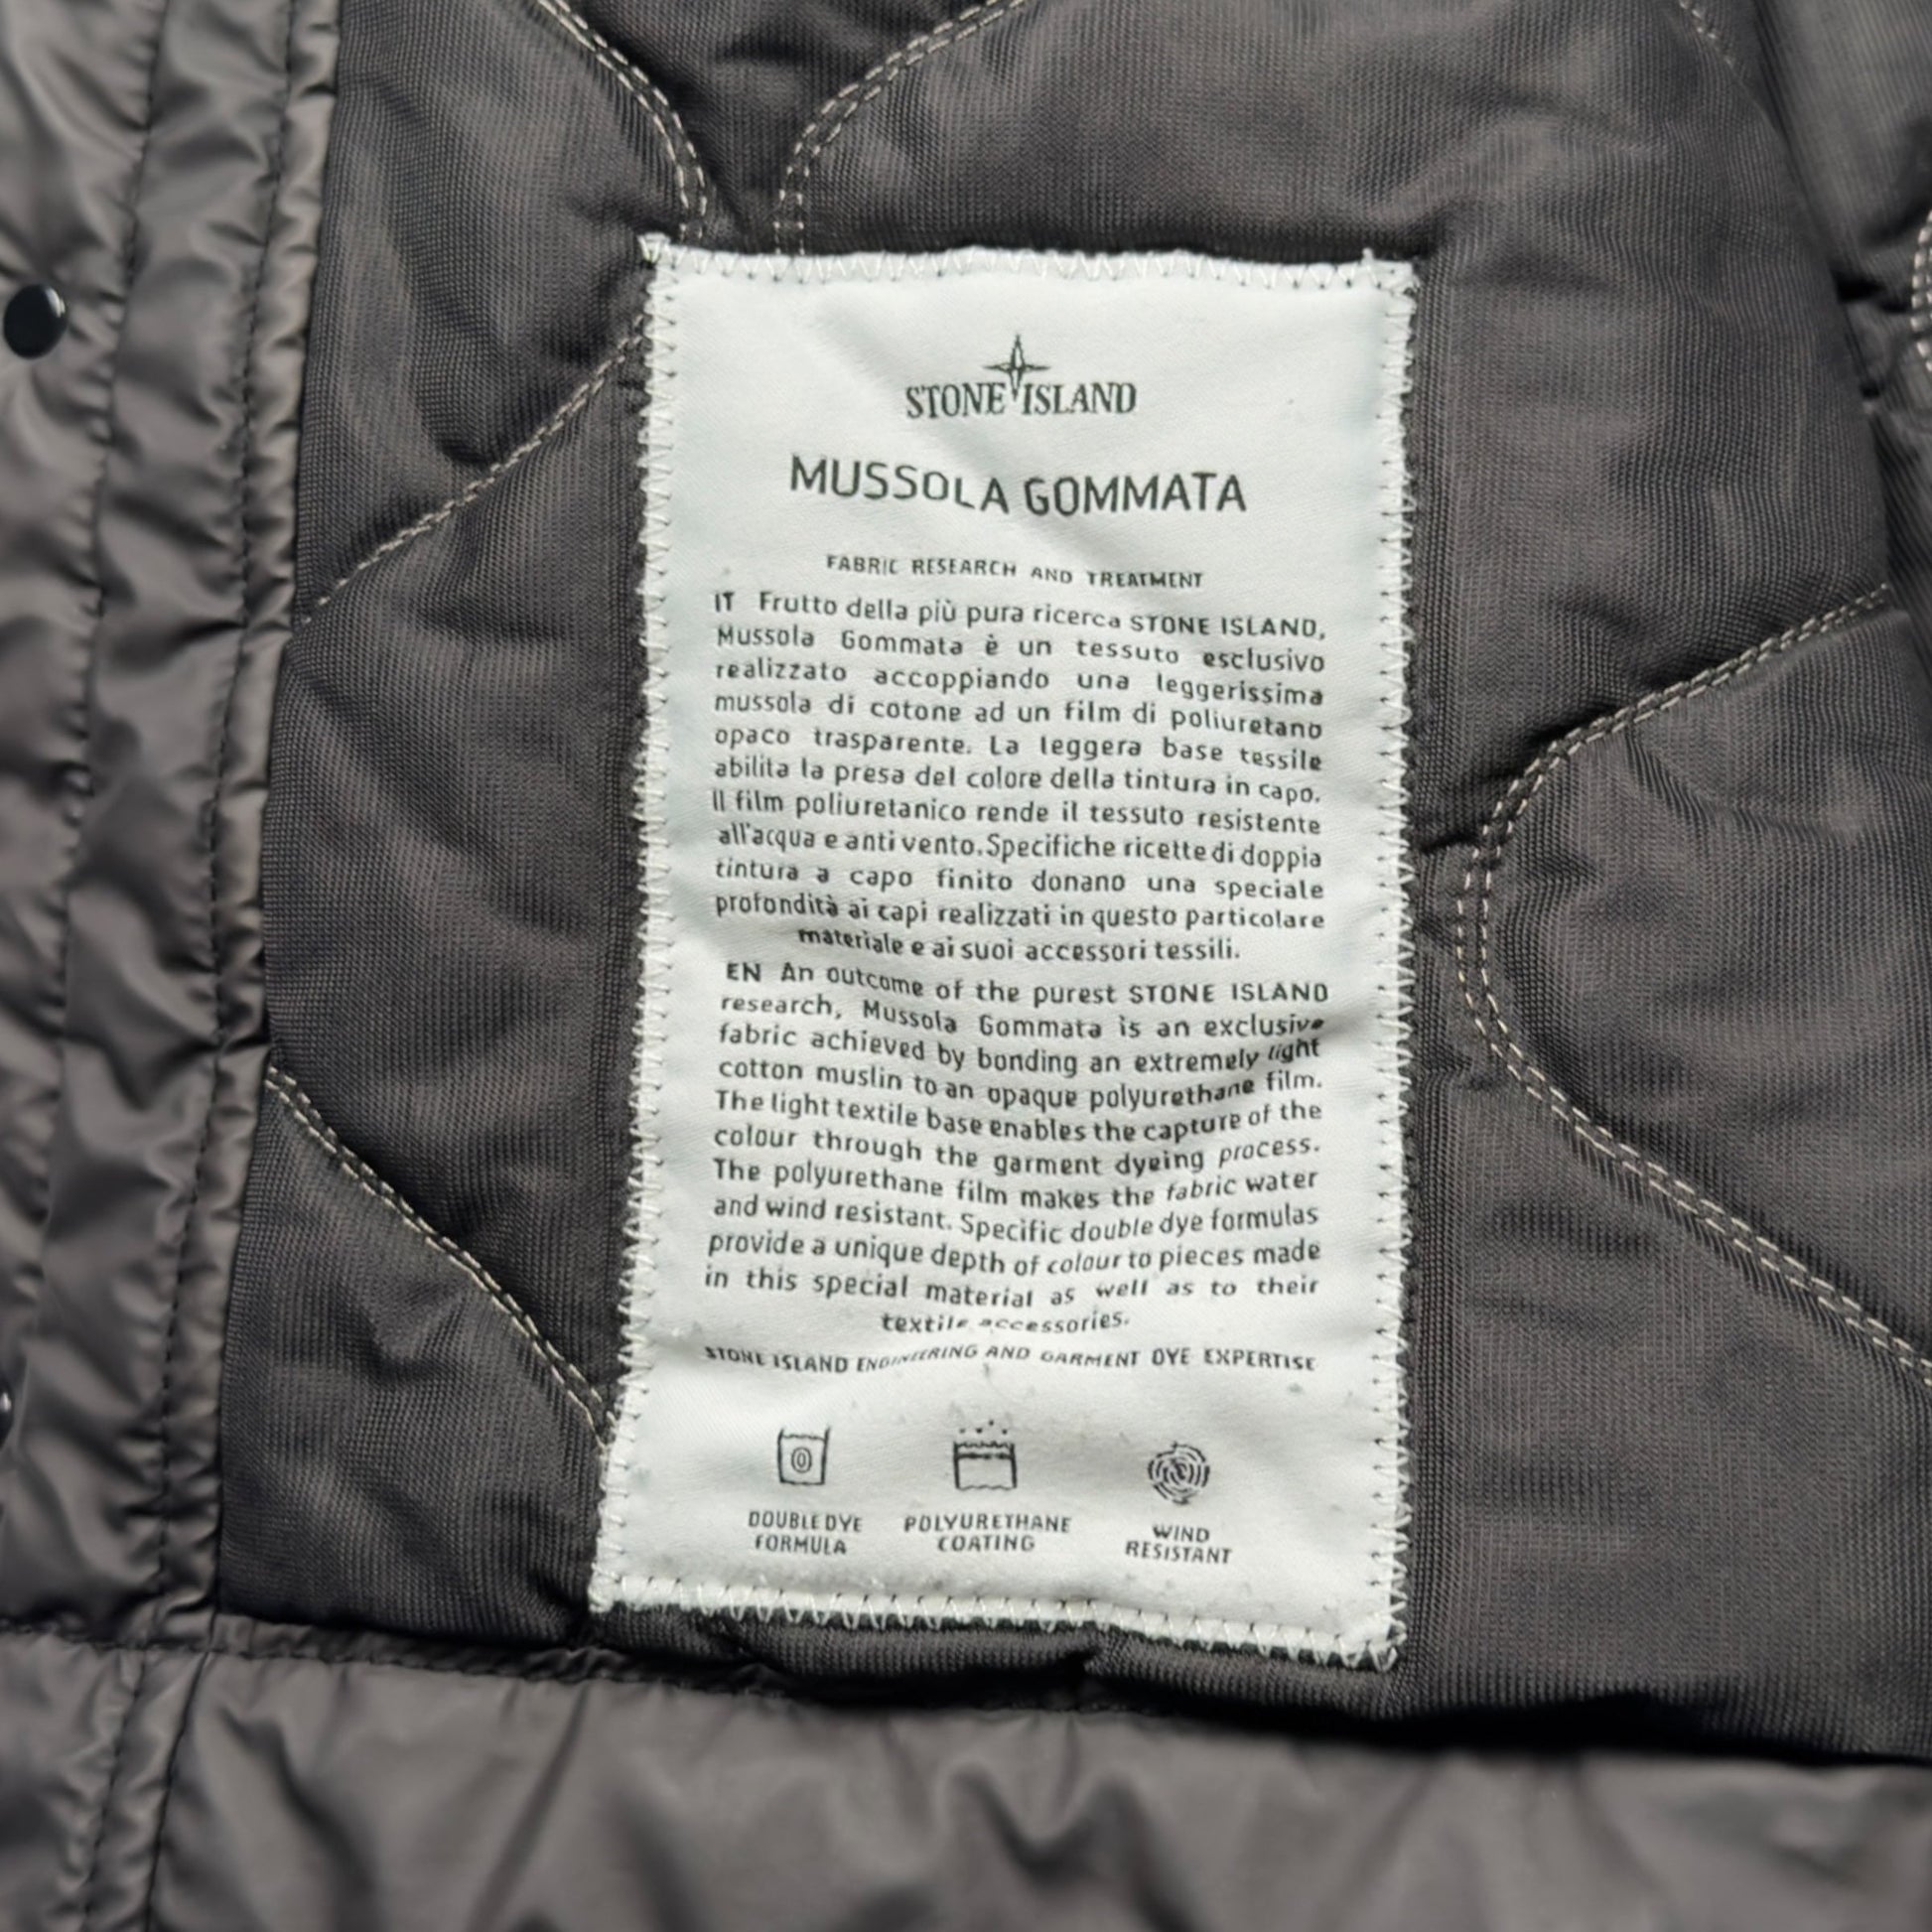 STONE ISLAND
MUSSOLA GOMMATA
FABRIC RESEARCH AND TREATMENT
IT Frutto della più pura ricerca STONE ISLAND,
Mussola Gommata è un tessuto esclusivo
realizzato accoppiando una leggerissima
mussola di cotone ad un film di poliuretano
opaco trasparente. La leggera base tessile
abilita la presa del colore della tintura in capo.
Il film poliuretanico rende il tessuto resistente
all'acqua e anti vento. Specifiche ricette di doppia
tintura a capo finito donano una speciale
profondità ai capi realizzati in questo particolare
materiale e ai suoi accessori tessili.
EN An outcome of the purest STONE ISLAND
research, Mussola Gommata is an exclusive
fabric achieved by bonding an extremely light
cotton muslin to an opaque polyurethane film.
The light textile base enables the capture of the
colour through the garment dyeing process.
The polyurethane film makes the fabric water
and wind resistant. Specific double dye formulas
provide a unique depth of colour to pieces made
in this special material as well as to their
textile accessories.
STONE ISLAND ENGINEERING AND GARMENT DYE EXPERTISE
DOUBLE DYE POLYURETHANE WIND
FORMULA COATING RESISTANT